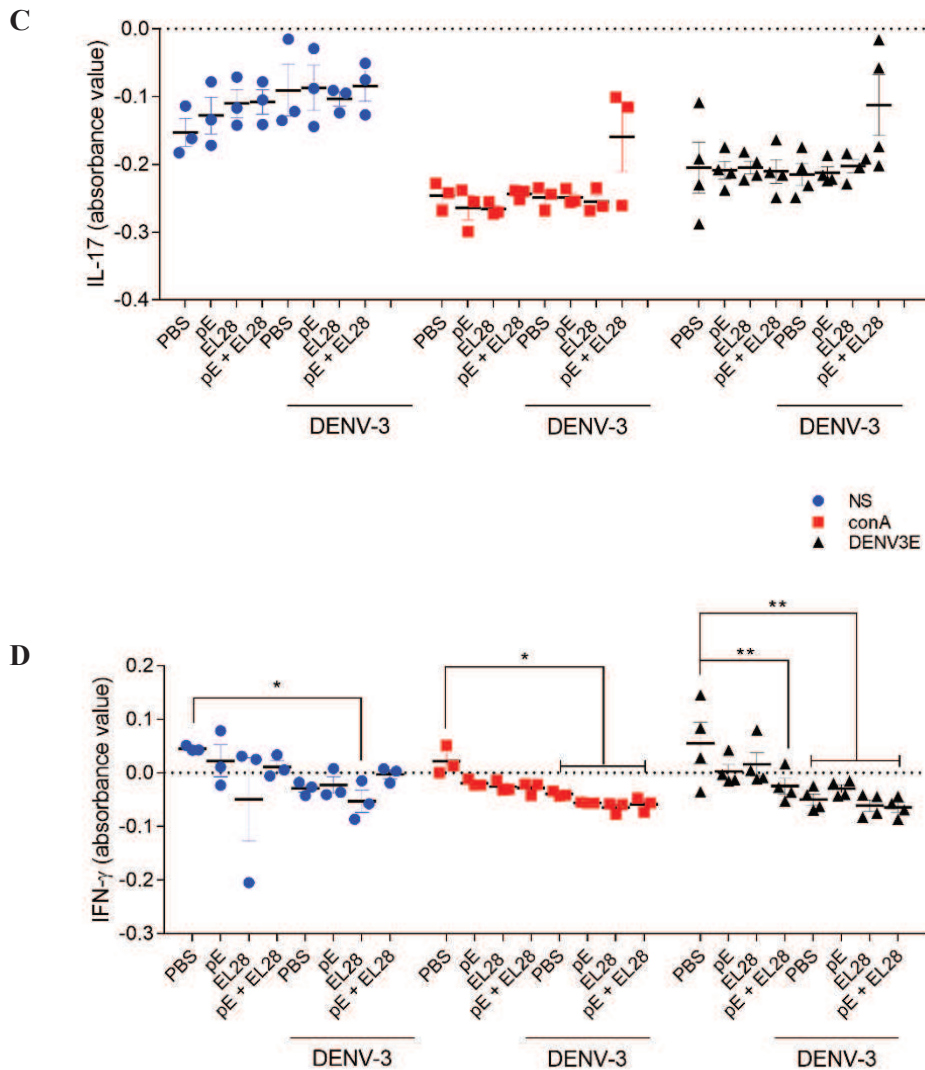 C
IL-17 (absorbance value)
0.0
-0.1
-0.2
-0.3
-0.4
PBS pE EL28 pE + EL28 PBS pE EL28 pE + EL28 PBS pE EL28 pE + EL28 PBS pE EL28 pE + EL28 PBS pE EL28 pE + EL28 PBS pE EL28 pE + EL28
DENV-3 DENV-3 DENV-3
NS
conA
DENV3E
D
IFN-γ (absorbance value)
0.2
0.1
0.0
-0.1
-0.2
-0.3
* * ** **
PBS pE EL28 pE + EL28 PBS pE EL28 pE + EL28 PBS pE EL28 pE + EL28 PBS pE EL28 pE + EL28 PBS pE EL28 pE + EL28 PBS pE EL28 pE + EL28
DENV-3 DENV-3 DENV-3